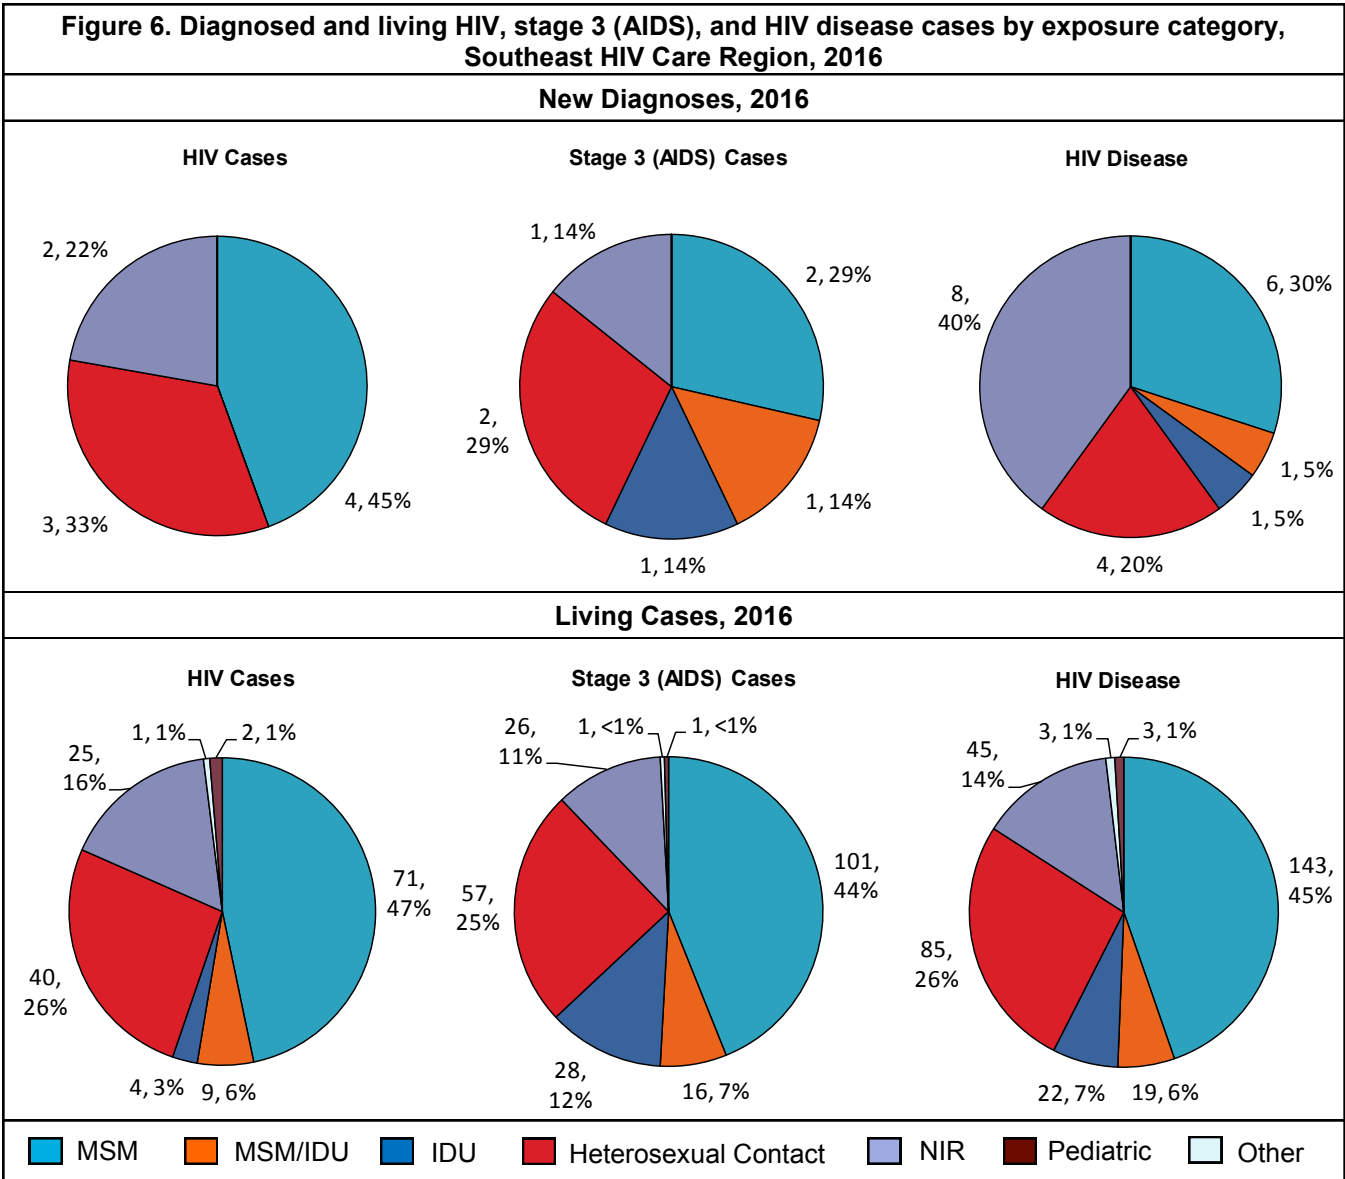 Figure 6. Diagnosed and living HIV, stage 3 (AIDS), and HIV disease cases by exposure category,
Southeast HIV Care Region, 2016
New Diagnoses, 2016
HIV Cases
2, 22%
4, 45%
3, 33%
Stage 3 (AIDS) Cases
1, 14%
2, 29%
2,
29%
1, 14%
1, 14%
HIV Disease
6, 30%
8,
40%
1, 5%
1, 5%
4, 20%
Living Cases, 2016
HIV Cases
1, 1%
2, 1%
25,
16%
71,
47%
40,
26%
4, 3%
9, 6%
Stage 3 (AIDS) Cases
26,
11%
1, <1%
1, <1%
101,
44%
57,
25%
28,
12%
16, 7%
HIV Disease
3, 1%
3, 1%
45,
14%
143,
45%
85,
26%
22, 7%
19, 6%
MSM
MSM/IDU
IDU
Heterosexual Contact
NIR
Pediatric
Other